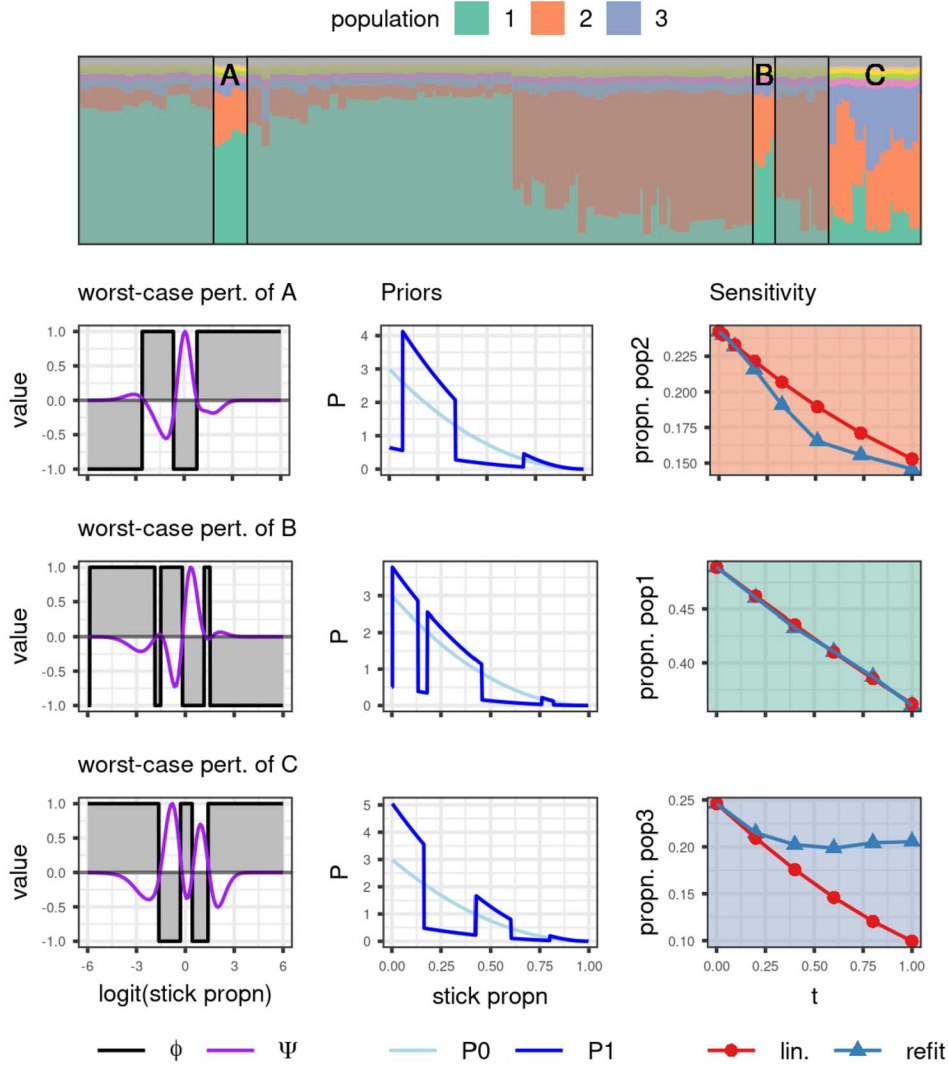 population 1 2 3
A B C
worst-case pert. of A Priors Sensitivity
value
1.0
0.5
0.0
-0.5
-1.0
P
4
3
2
1
0
propn. pop2
0.225
0.200
0.175
0.150
worst-case pert. of B
value
1.0
0.5
0.0
-0.5
-1.0
P
3
2
1
0
propn. pop1
0.45
0.40
worst-case pert. of C
value
1.0
0.5
0.0
-0.5
-1.0
-6 -3 0 3 6
logit(stick propn)
P
5
4
3
2
1
0
0.00 0.25 0.50 0.75 1.00
stick propn
propn. pop3
0.25
0.20
0.15
0.10
0.00 0.25 0.50 0.75 1.00
t
ϕ Ψ P0 P1 lin. refit